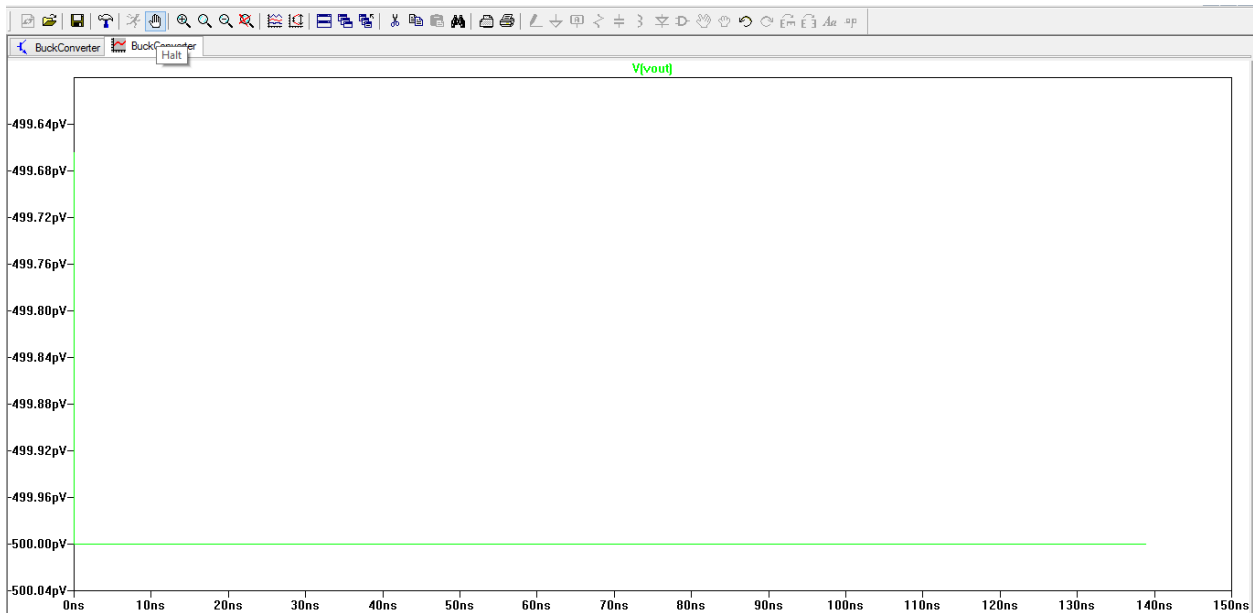 Aa
BuckConverter
BuckConverter
Halt
V(vout)
-499.64pV
-499.68pV
-499.72pV
-499.76pV
-499.80pV
-499.84pV
-499.88pV
-499.92pV
-499.96pV
-500.00pV
-500.04pV
0ns 10ns 20ns 30ns 40ns 50ns 60ns 70ns 80ns 90ns 100ns 110ns 120ns 130ns 140ns 150ns